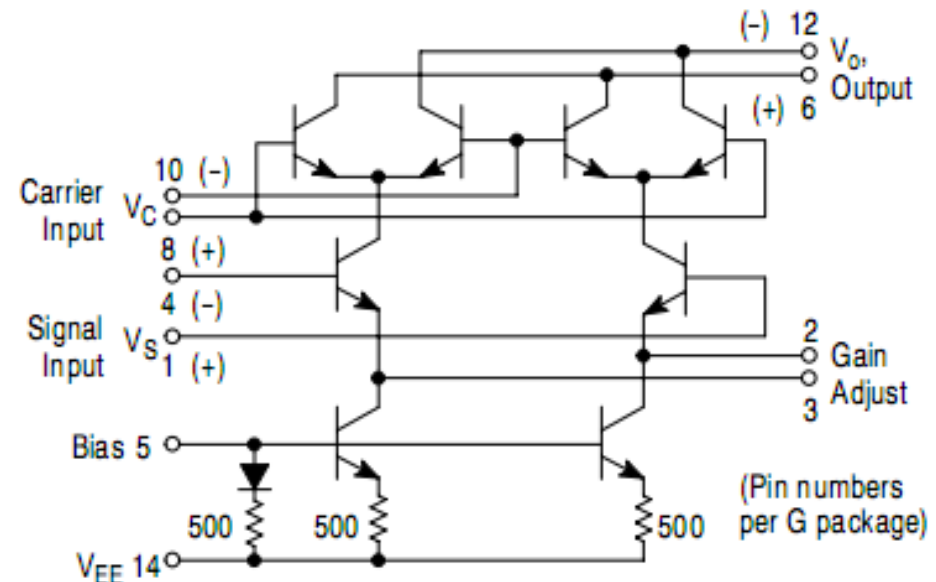 (–) 12
Vo,
Output
(+) 6
10 (–)
Carrier
Input
VC
8 (+)
4 (–)
Signal
Input
VS
1 (+)
2
Gain
Adjust
3
Bias 5
500
500
500
(Pin numbers
per G package)
VEE 14